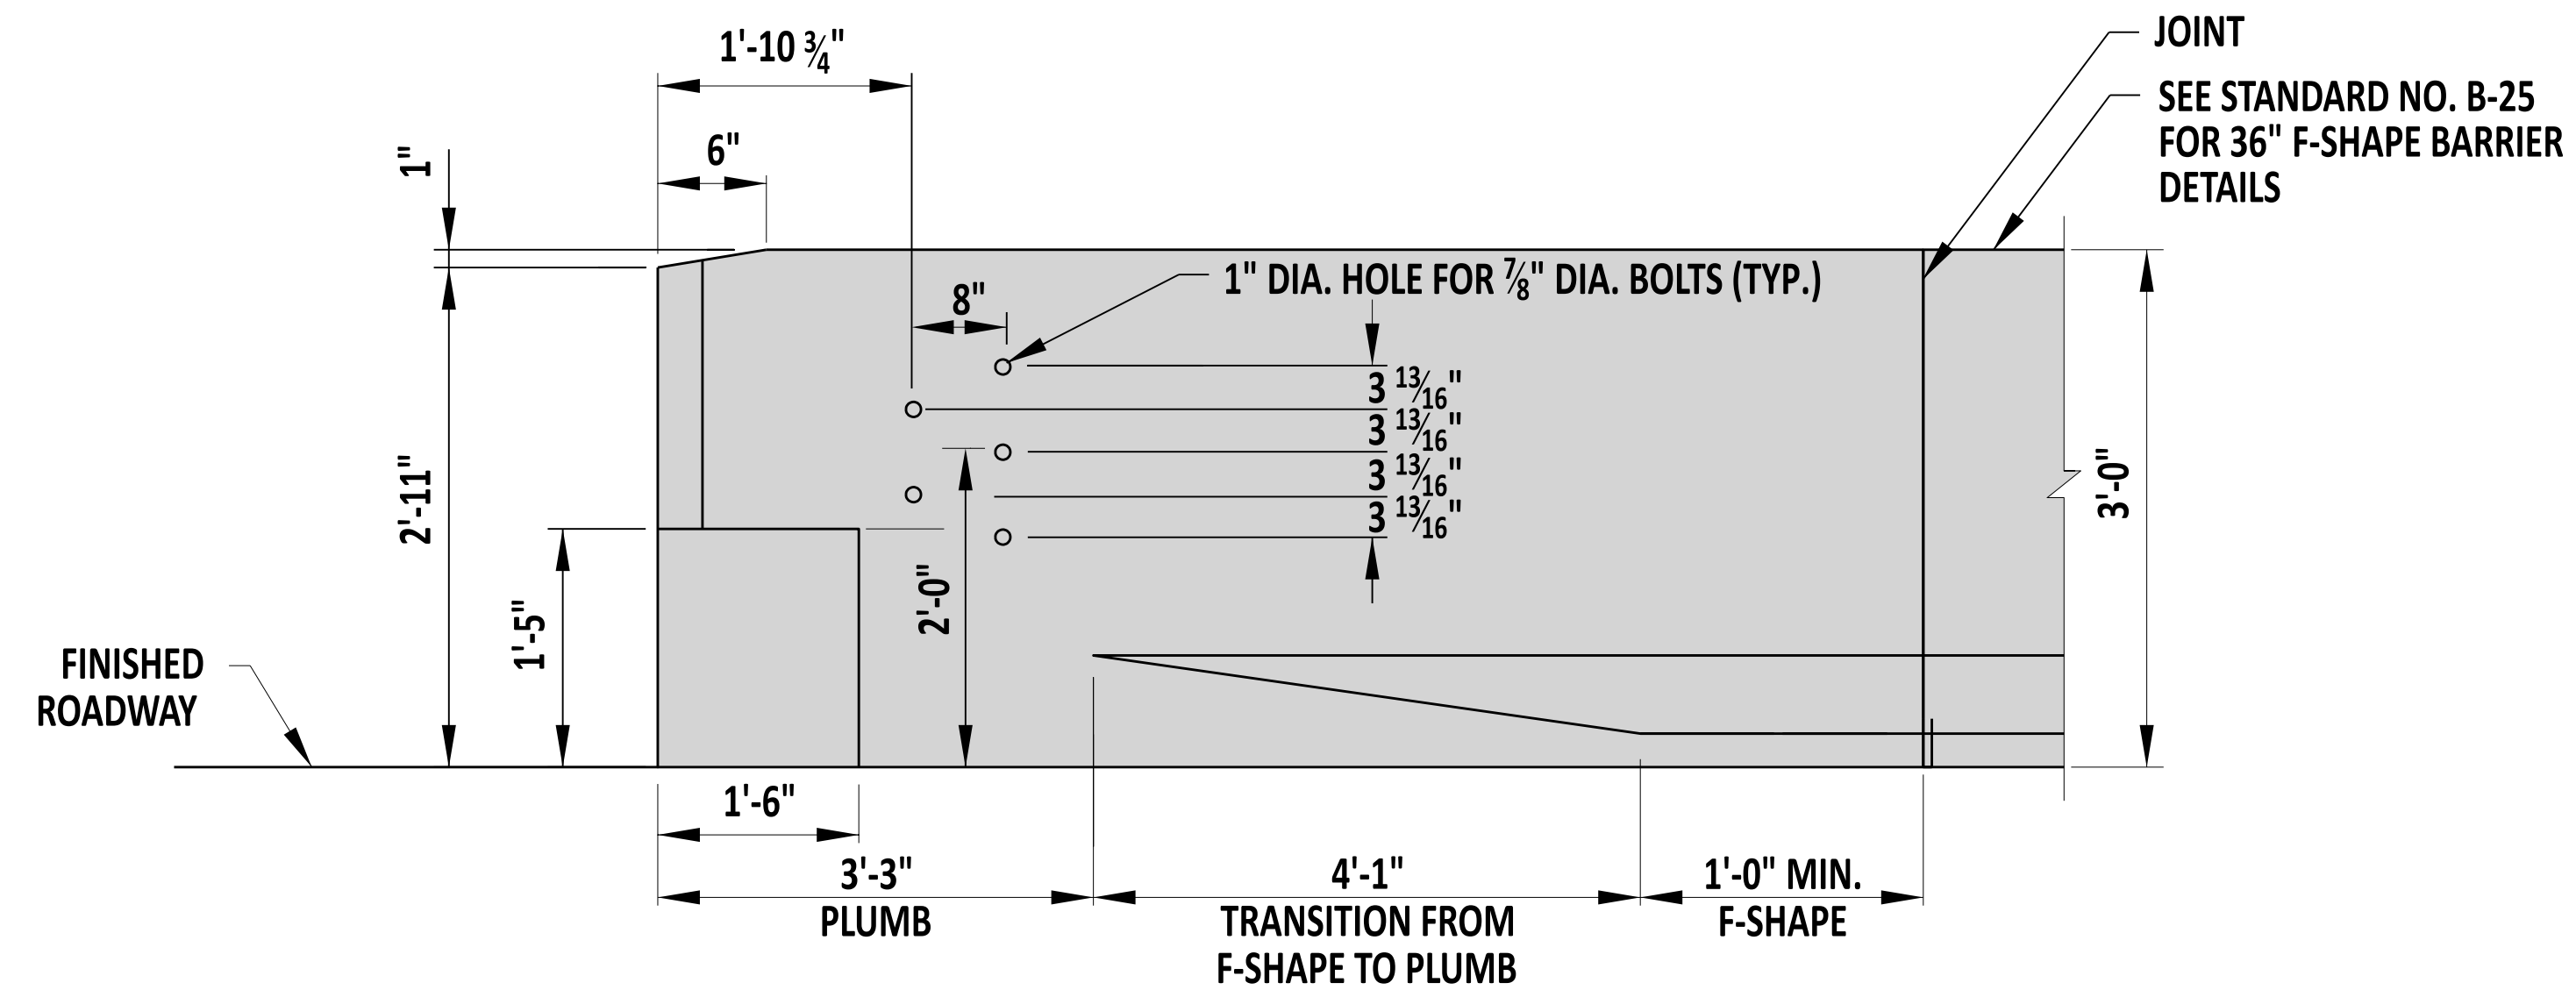 1'-10 3/4"
JOINT
SEE STANDARD NO. B-25
FOR 36" F-SHAPE BARRIER
DETAILS
6"
1"
8"
1" DIA. HOLE FOR 7/8" DIA. BOLTS (TYP.)
3 13/16"
3 13/16"
3 13/16"
3 13/16"
2'-11"
3'-0"
1'-5"
2'-0"
FINISHED
ROADWAY
1'-6"
3'-3"
PLUMB
4'-1"
TRANSITION FROM
F-SHAPE TO PLUMB
1'-0" MIN.
F-SHAPE